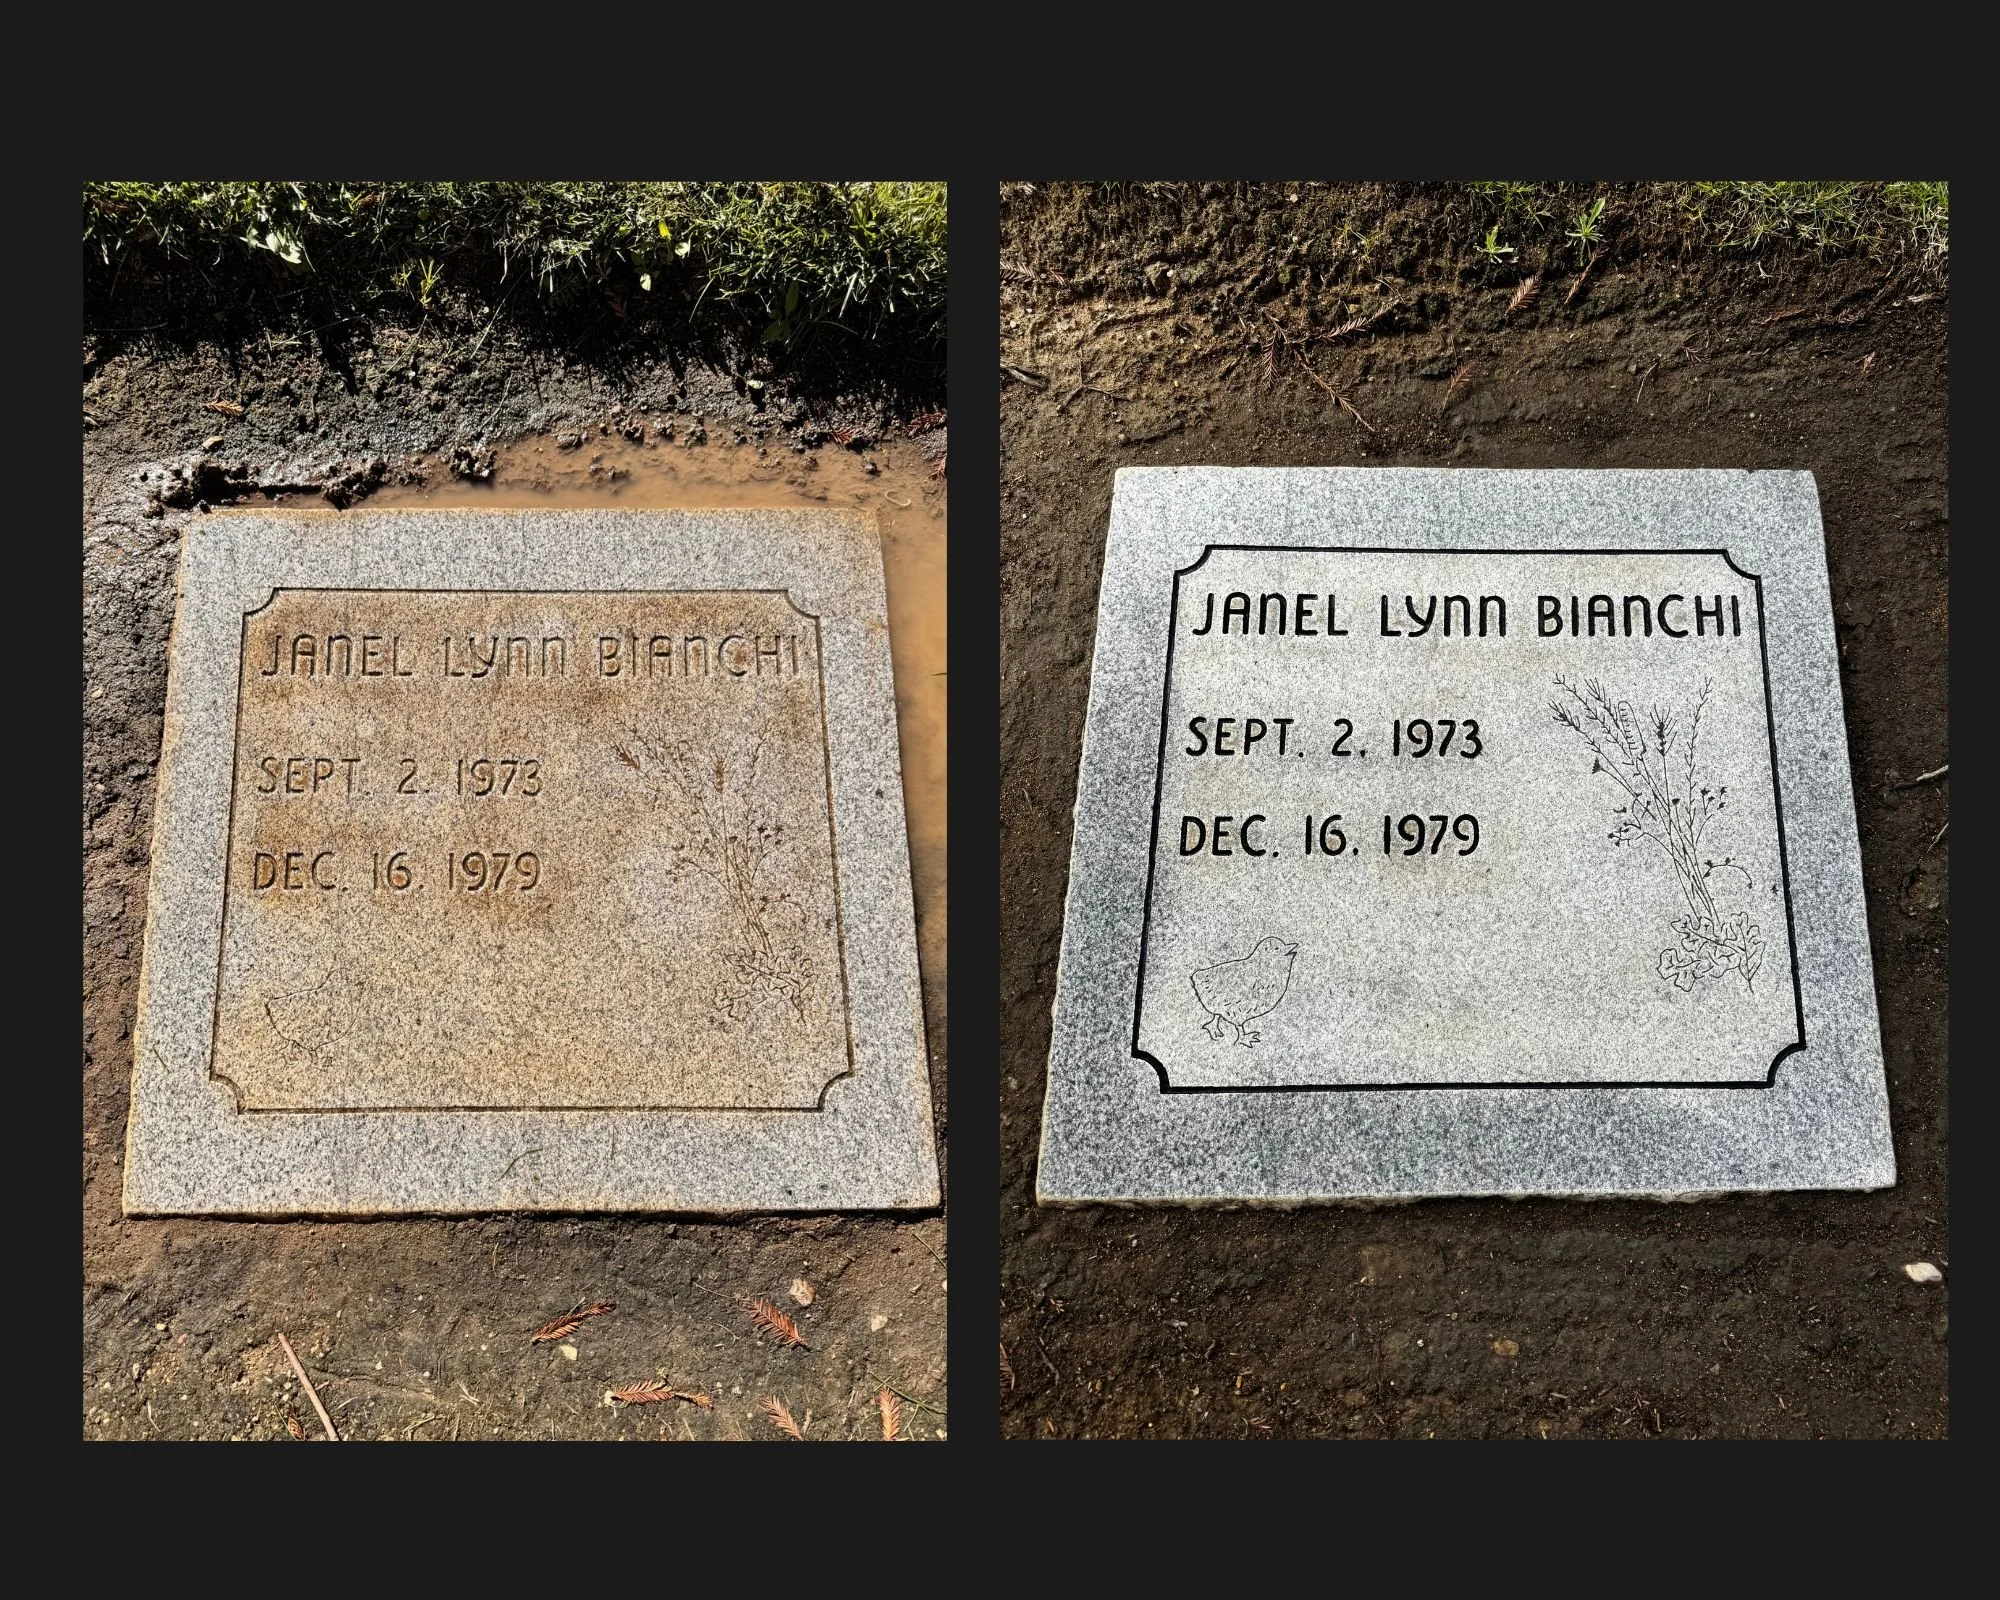 JANEL LYNN BIANCHI
SEPT. 2. 1973
DEC. 16. 1979
JANEL LYNN BIANCHI
SEPT. 2. 1973
DEC. 16. 1979